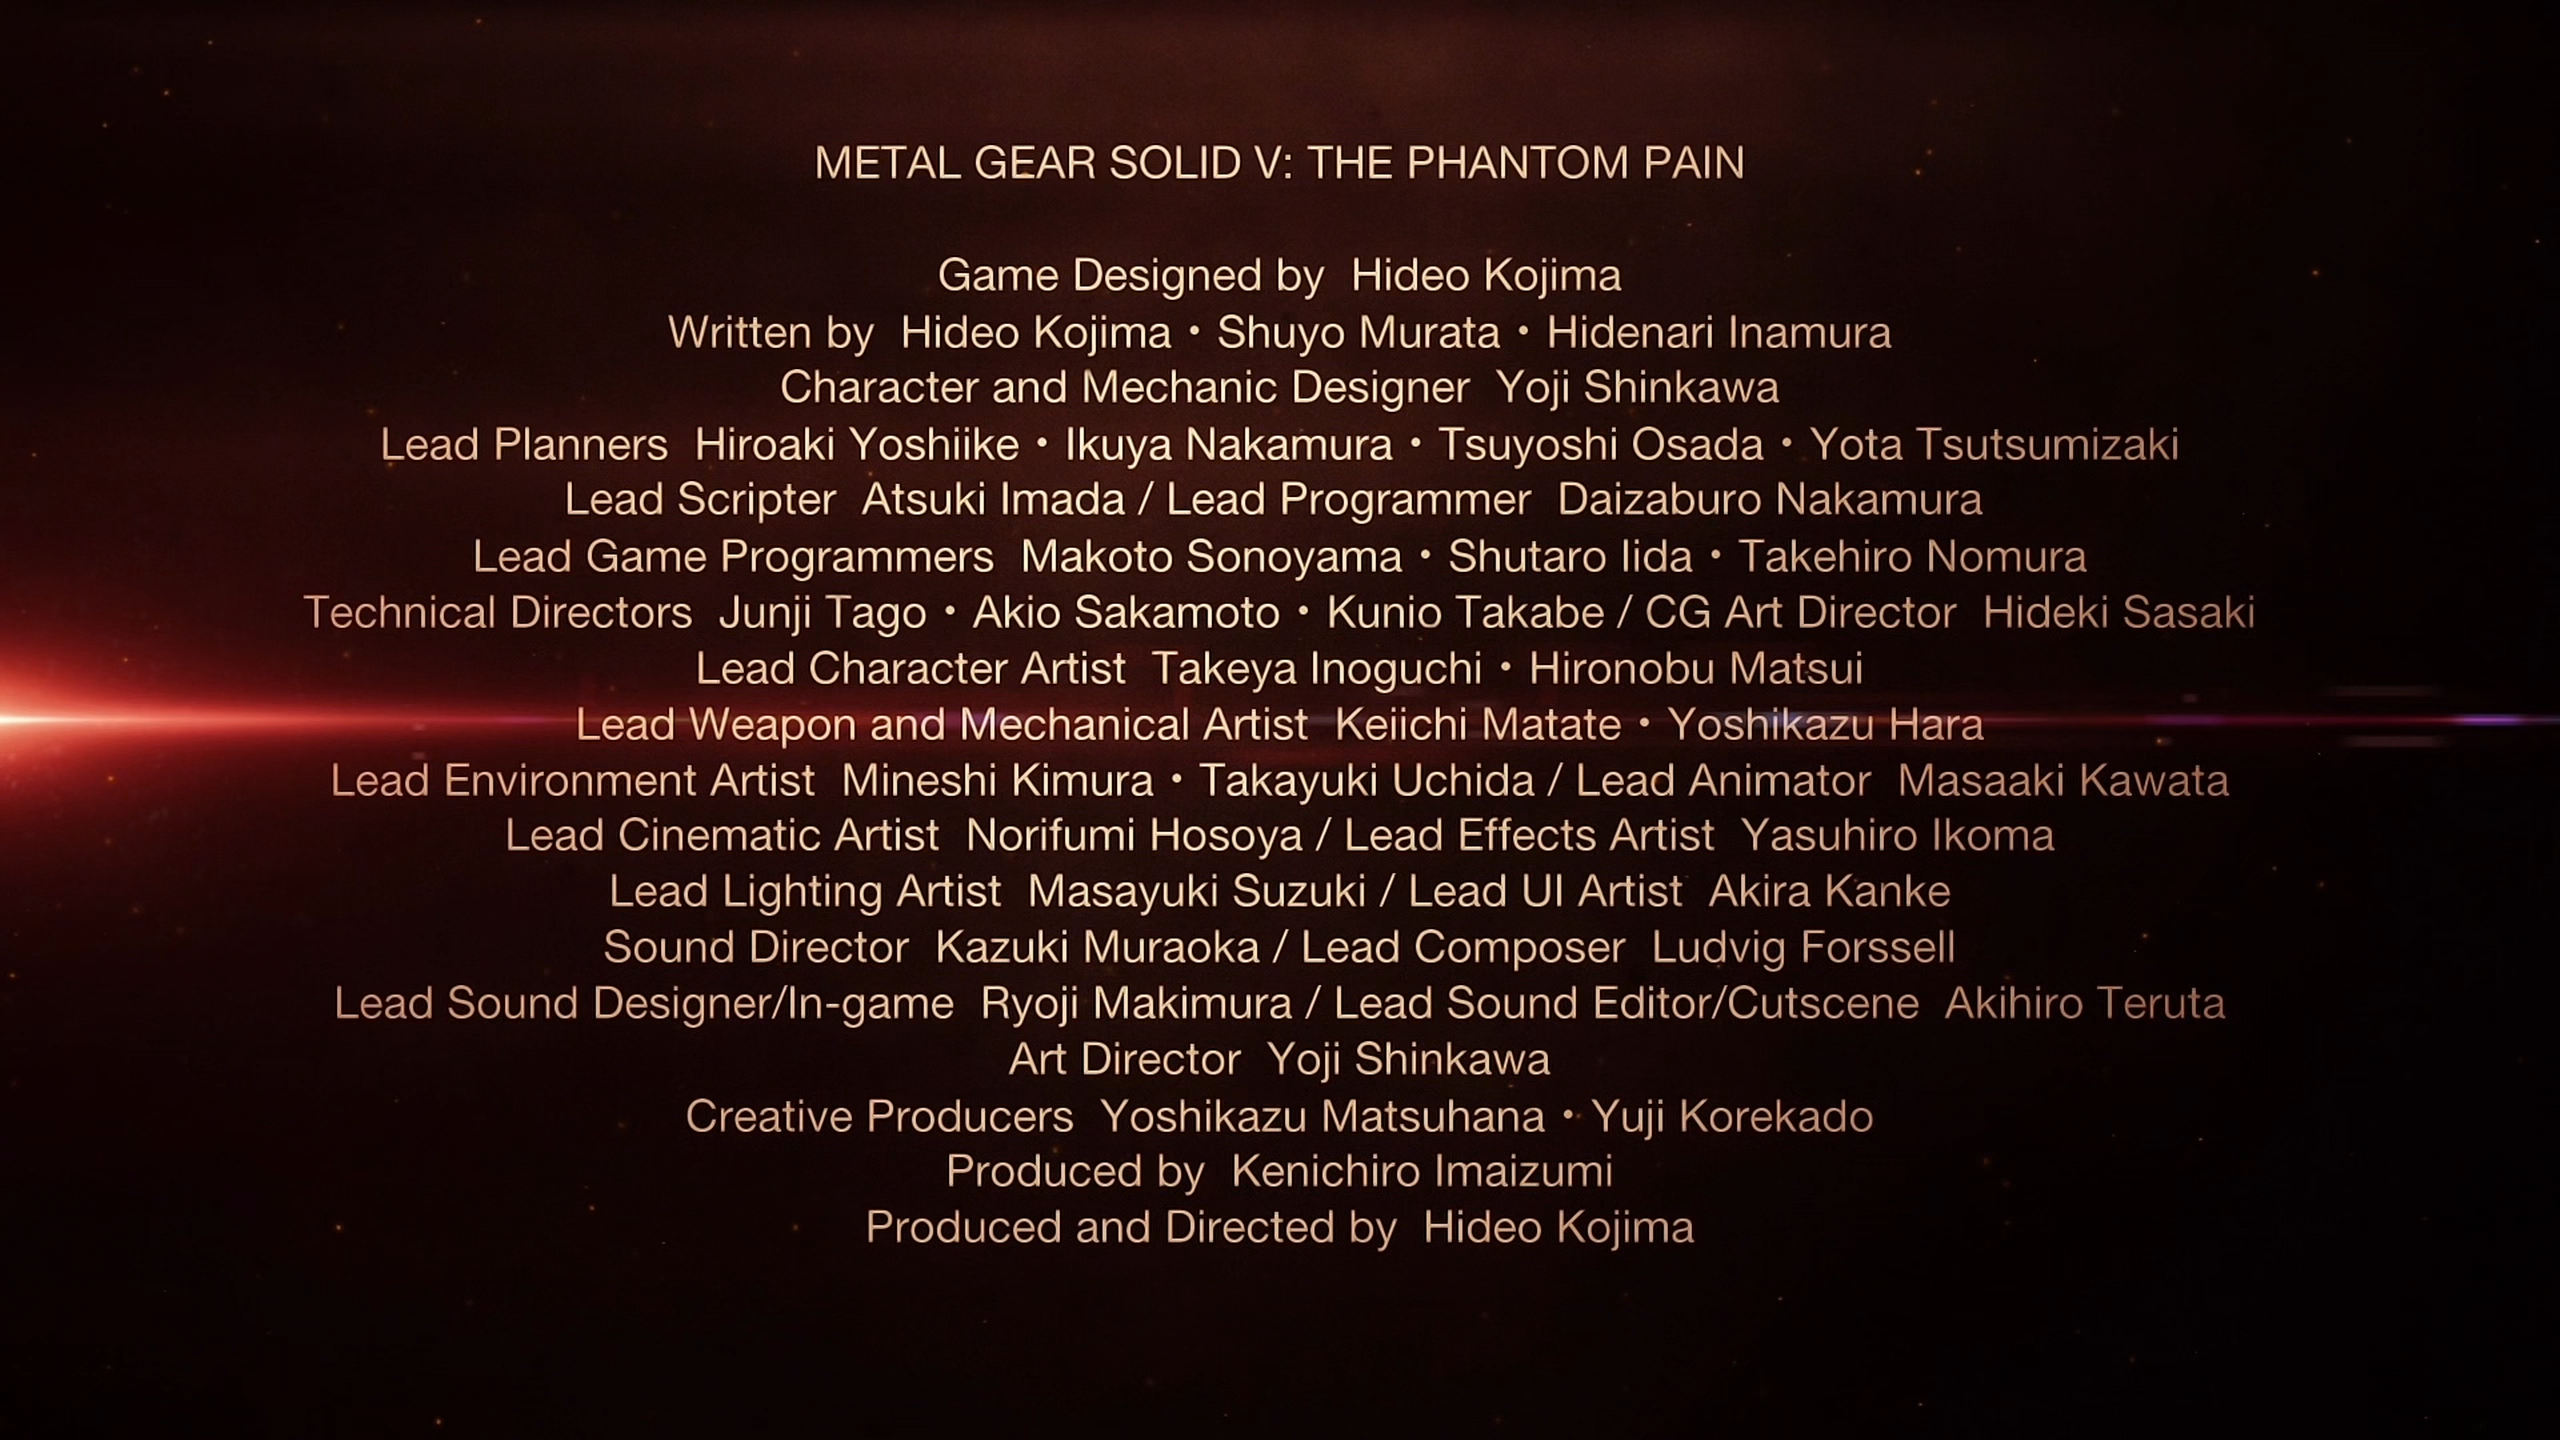 METAL GEAR SOLID V: THE PHANTOM PAIN
Game Designed by Hideo Kojima
Written by Hideo Kojima・Shuyo Murata・Hidenari Inamura
Character and Mechanic Designer Yoji Shinkawa
Lead Planners Hiroaki Yoshiike・Ikuya Nakamura・Tsuyoshi Osada・Yota Tsutsumizaki
Lead Scripter Atsuki Imada / Lead Programmer Daizaburo Nakamura
Lead Game Programmers Makoto Sonoyama・Shutaro Iida・Takehiro Nomura
Technical Directors Junji Tago・Akio Sakamoto・Kunio Takabe / CG Art Director Hideki Sasaki
Lead Character Artist Takeya Inoguchi・Hironobu Matsui
Lead Weapon and Mechanical Artist Keiichi Matate・Yoshikazu Hara
Lead Environment Artist Mineshi Kimura・Takayuki Uchida / Lead Animator Masaaki Kawata
Lead Cinematic Artist Norifumi Hosoya / Lead Effects Artist Yasuhiro Ikoma
Lead Lighting Artist Masayuki Suzuki / Lead UI Artist Akira Kanke
Sound Director Kazuki Muraoka / Lead Composer Ludvig Forssell
Lead Sound Designer/In-game Ryoji Makimura / Lead Sound Editor/Cutscene Akihiro Teruta
Art Director Yoji Shinkawa
Creative Producers Yoshikazu Matsuhana・Yuji Korekado
Produced by Kenichiro Imaizumi
Produced and Directed by Hideo Kojima